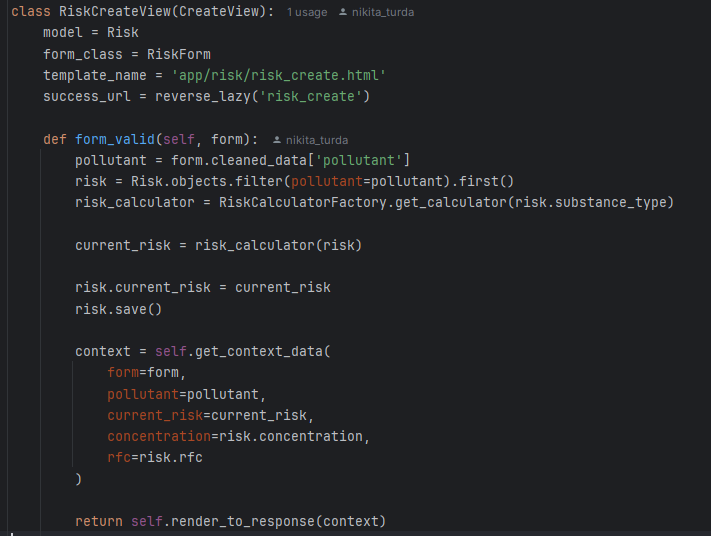 class RiskCreateView(CreateView): 1 usage nikita_turda
model = Risk
form_class = RiskForm
template_name = 'app/risk/risk_create.html'
success_url = reverse_lazy('risk_create')
def form_valid(self, form): nikita_turda
pollutant = form.cleaned_data['pollutant']
risk = Risk.objects.filter(pollutant=pollutant).first()
risk_calculator = RiskCalculatorFactory.get_calculator(risk.substance_type)
current_risk = risk_calculator(risk)
risk.current_risk = current_risk
risk.save()
context = self.get_context_data(
form=form,
pollutant=pollutant,
current_risk=current_risk,
concentration=risk.concentration,
rfc=risk.rfc
)
return self.render_to_response(context)